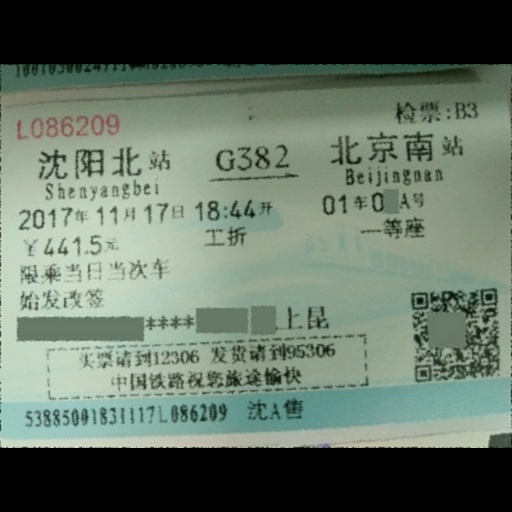 检票:B3
L086209
沈阳北站 G382 北京南站
Shenyangbei Beijingnan
2017年11月17日 18:44开 01车0 A号
￥441.5元 工折 一等座
限乘当日当次车
始发改签
**** 上昆
买票请到12306 发货请到95306
中国铁路祝您旅途愉快
53885001831117L086209 沈A售